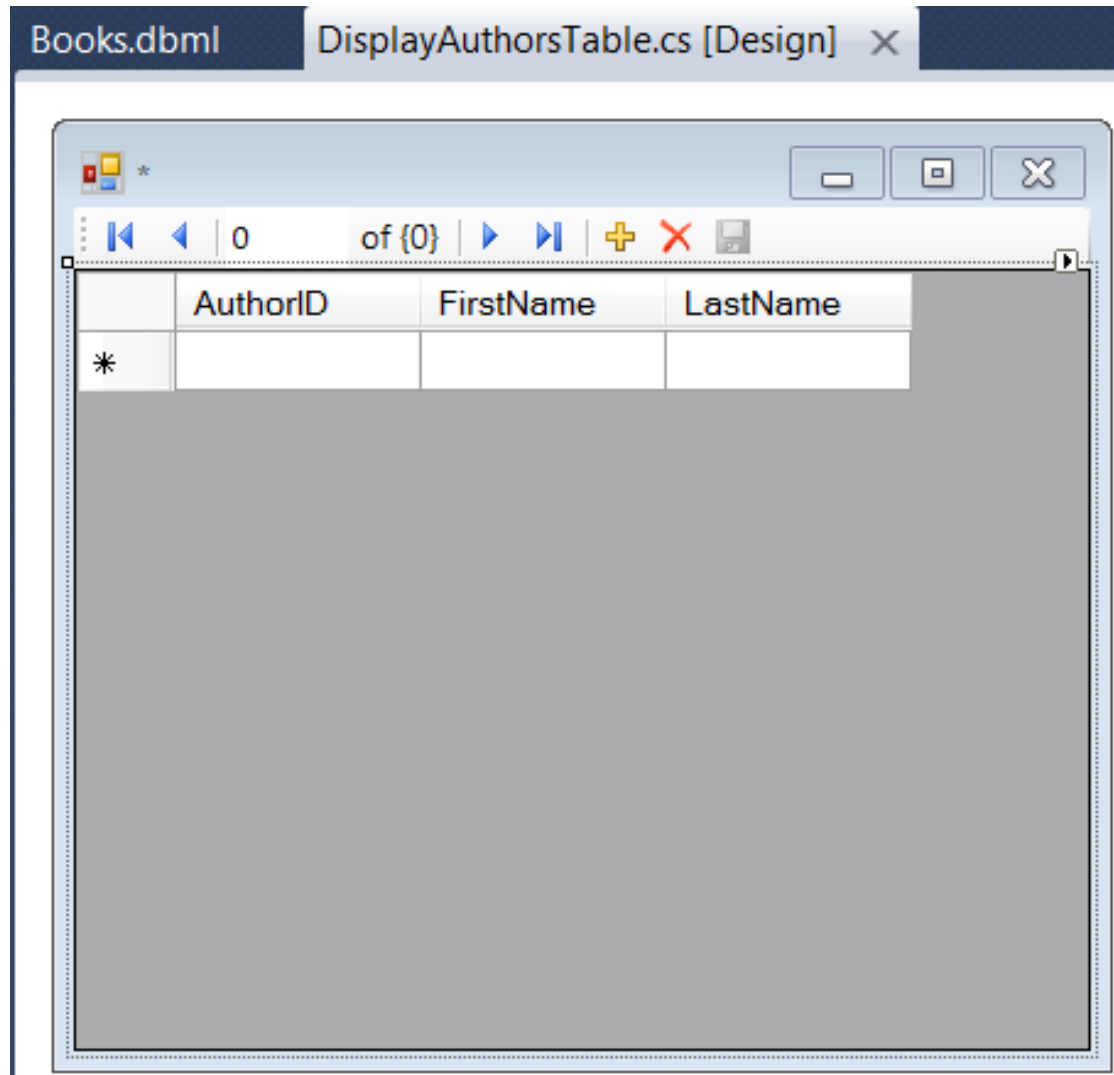 Books.dbml DisplayAuthorsTable.cs [Design]
*
0 of {0}
AuthorID FirstName LastName
*